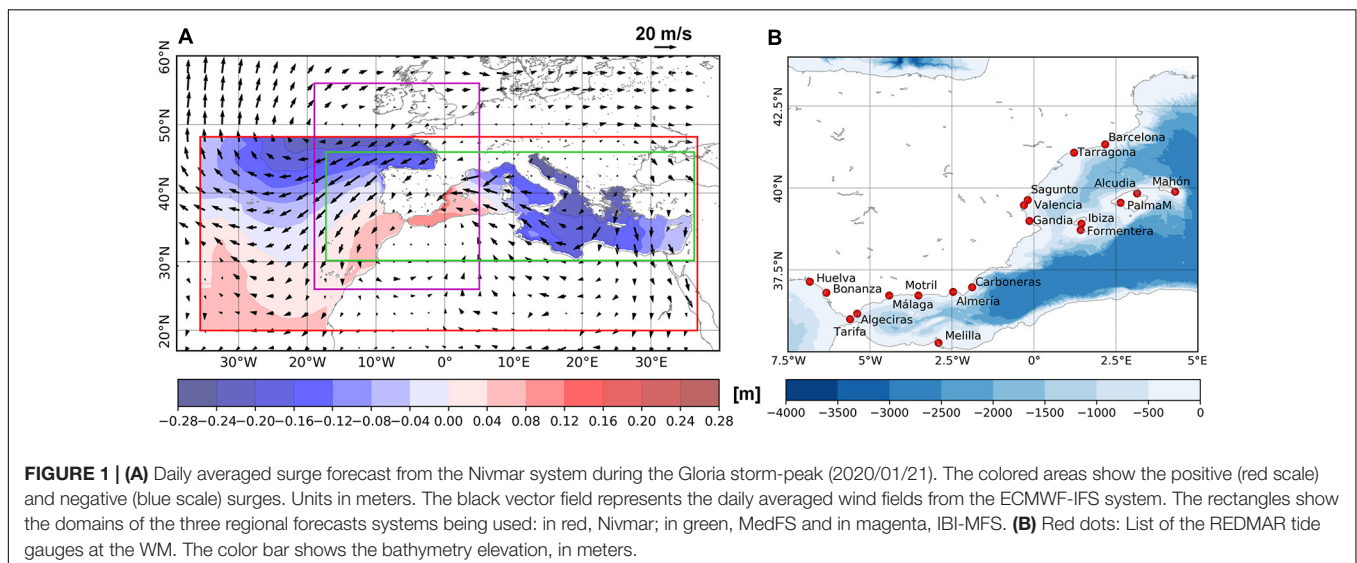 A
20 m/s
60°N
50°N
40°N
30°N
20°N
30°W
20°W
10°W
0°
10°E
20°E
30°E
−0.28−0.24−0.20−0.16−0.12−0.08−0.04 0.00 0.04 0.08 0.12 0.16 0.20 0.24 0.28
[m]
B
42.5°N
40°N
37.5°N
Barcelona
Tarragona
Alcudia
Mahón
Sagunto
Valencia
PalmaM
Gandia
Ibiza
Formentera
Huelva
Bonanza
Motril
Carboneras
Málaga
Almería
Algeciras
Tarifa
Melilla
7.5°W
5°W
2.5°W
0°
2.5°E
5°E
−4000 −3500 −3000 −2500 −2000 −1500 −1000 −500 0
FIGURE 1 | (A) Daily averaged surge forecast from the Nivmar system during the Gloria storm-peak (2020/01/21). The colored areas show the positive (red scale)
and negative (blue scale) surges. Units in meters. The black vector field represents the daily averaged wind fields from the ECMWF-IFS system. The rectangles show
the domains of the three regional forecasts systems being used: in red, Nivmar; in green, MedFS and in magenta, IBI-MFS. (B) Red dots: List of the REDMAR tide
gauges at the WM. The color bar shows the bathymetry elevation, in meters.